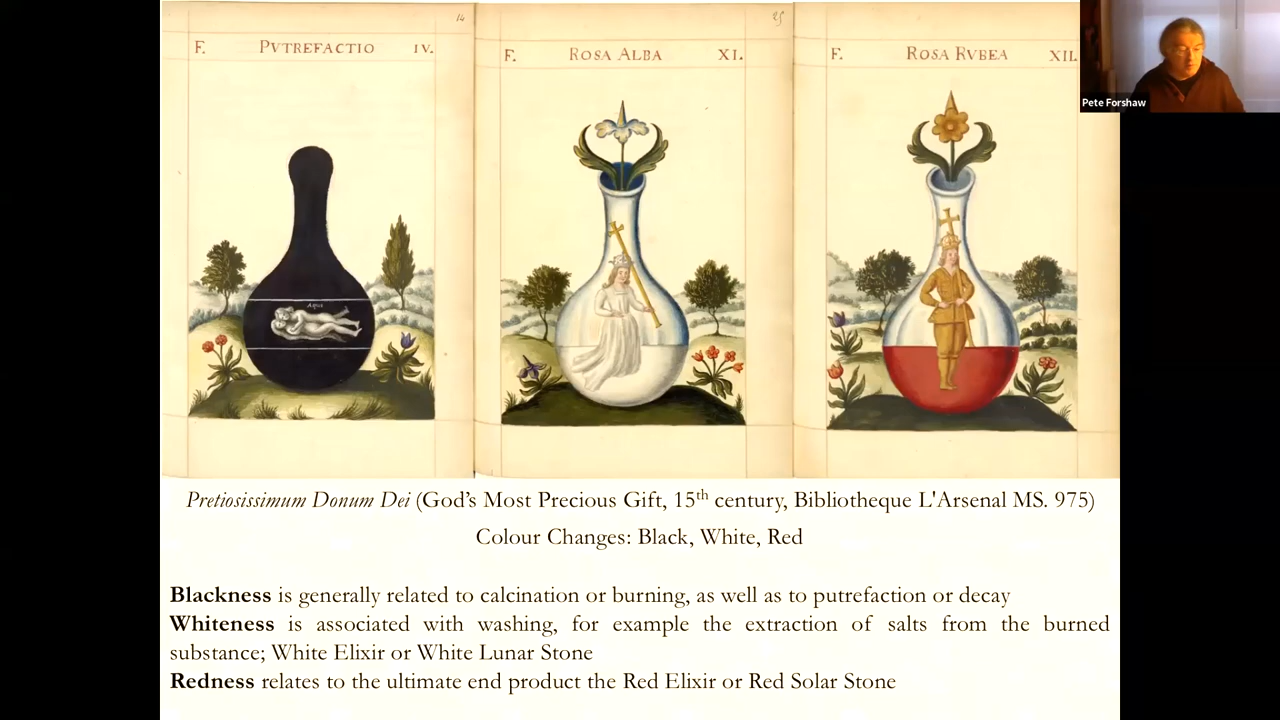 14
F. PVTREFACTIO IV.
25
F. ROSA ALBA XI.
F. ROSA RVBEA XII.
Pete Forshaw
Pretiosissimum Donum Dei (God's Most Precious Gift, 15th century, Bibliotheque L'Arsenal MS. 975)
Colour Changes: Black, White, Red
Blackness is generally related to calcination or burning, as well as to putrefaction or decay
Whiteness is associated with washing, for example the extraction of salts from the burned
substance; White Elixir or White Lunar Stone
Redness relates to the ultimate end product the Red Elixir or Red Solar Stone